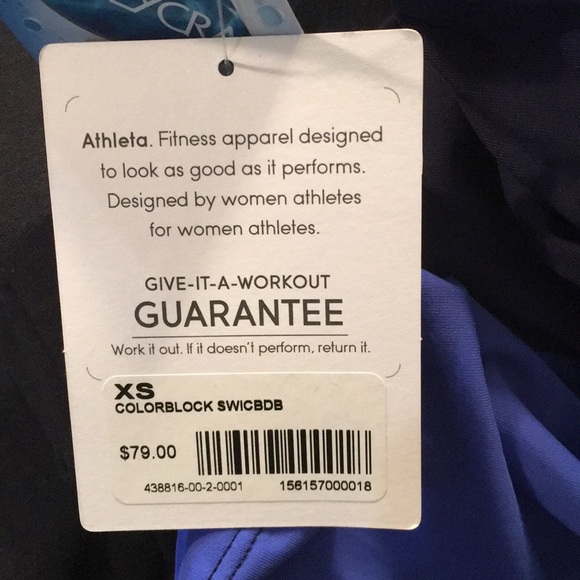 Athleta. Fitness apparel designed
to look as good as it performs.
Designed by women athletes
for women athletes.
GIVE-IT-A-WORKOUT
GUARANTEE
Work it out. If it doesn't perform, return it.
XS
COLORBLOCK SWICBDB
$79.00
438816-00-2-0001 156157000018